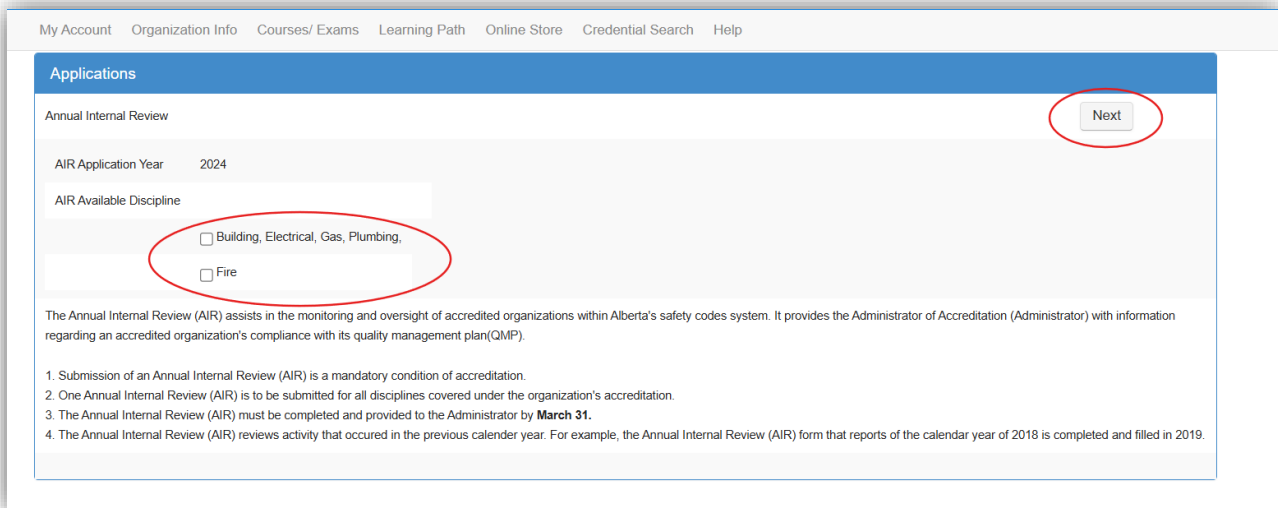 My Account Organization Info Courses/ Exams Learning Path Online Store Credential Search Help
Applications
Annual Internal Review Next
AIR Application Year 2024
AIR Available Discipline
Building, Electrical, Gas, Plumbing,
Fire
The Annual Internal Review (AIR) assists in the monitoring and oversight of accredited organizations within Alberta's safety codes system. It provides the Administrator of Accreditation (Administrator) with information
regarding an accredited organization's compliance with its quality management plan(QMP).
1. Submission of an Annual Internal Review (AIR) is a mandatory condition of accreditation.
2. One Annual Internal Review (AIR) is to be submitted for all disciplines covered under the organization's accreditation.
3. The Annual Internal Review (AIR) must be completed and provided to the Administrator by March 31.
4. The Annual Internal Review (AIR) reviews activity that occured in the previous calender year. For example, the Annual Internal Review (AIR) form that reports of the calendar year of 2018 is completed and filled in 2019.